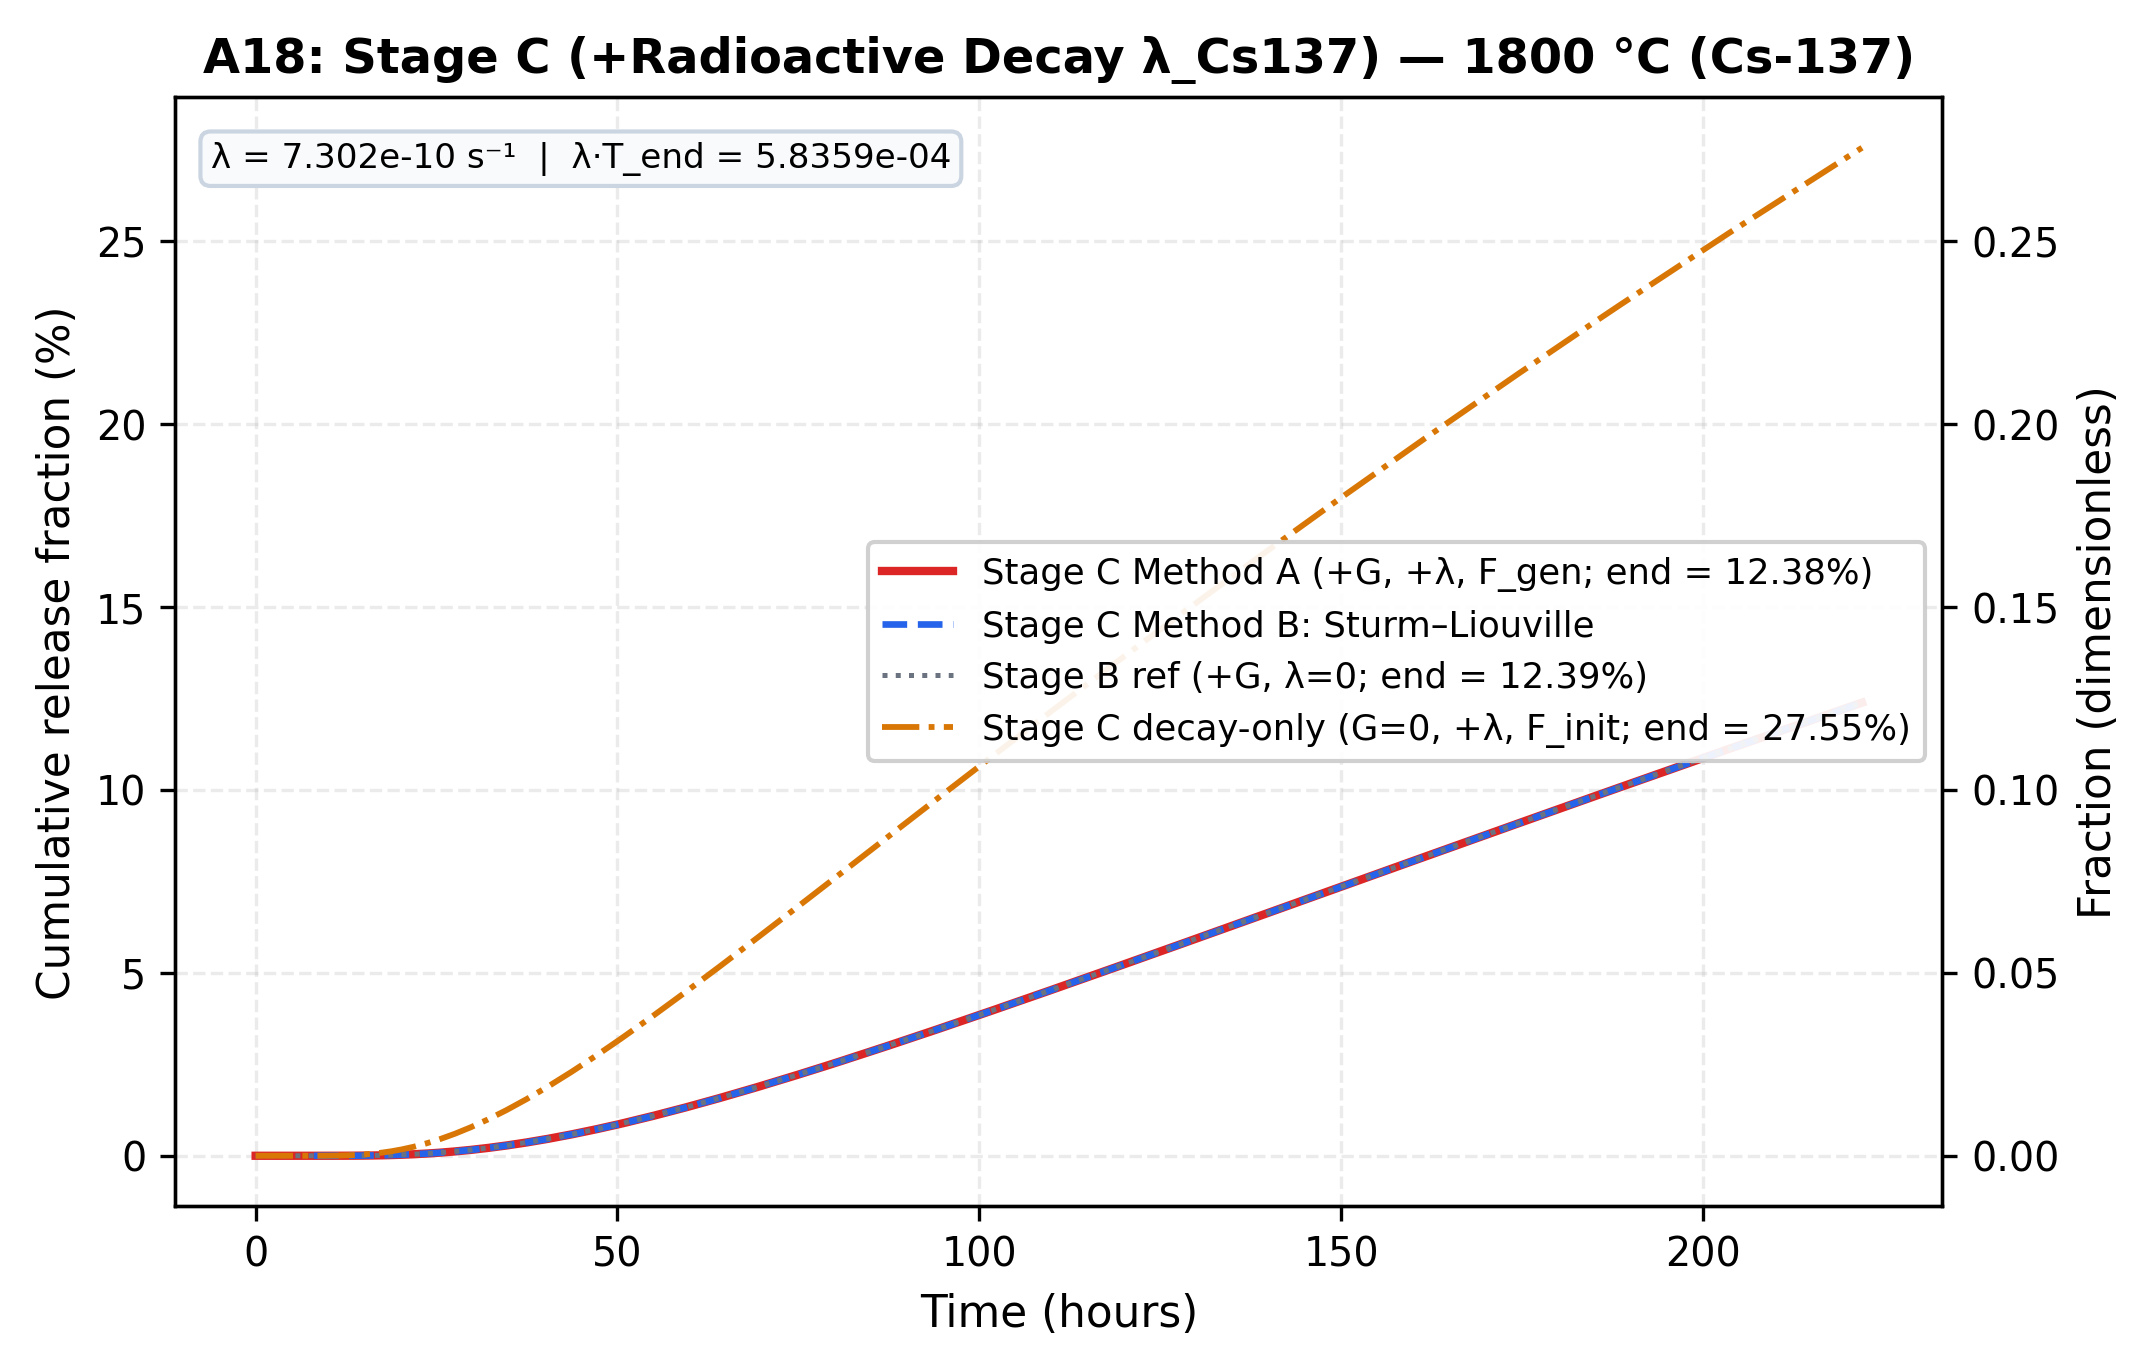 A18: Stage C (+Radioactive Decay λ_Cs137) — 1800 °C (Cs-137)
λ = 7.302e-10 s⁻¹ | λ·T_end = 5.8359e-04
Cumulative release fraction (%)
25
20
15
10
5
0
Stage C Method A (+G, +λ, F_gen; end = 12.38%)
Stage C Method B: Sturm–Liouville
Stage B ref (+G, λ=0; end = 12.39%)
Stage C decay-only (G=0, +λ, F_init; end = 27.55%)
0.25
0.20
0.15
0.10
0.05
0.00
Fraction (dimensionless)
0 50 100 150 200
Time (hours)